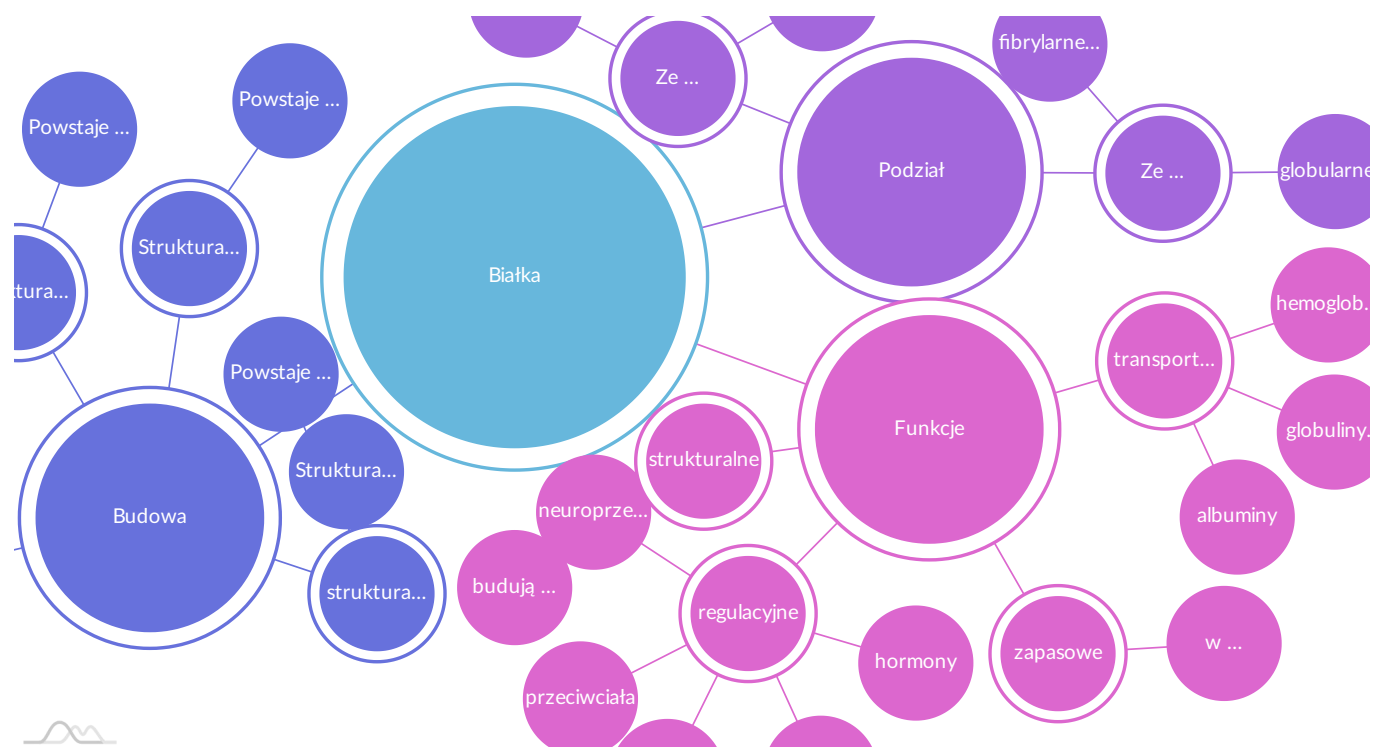 fibrylarne...
Ze ...
Powstaje ...
Powstaje ...
Podział
Ze ...
globularne
Struktura...
Białka
tura...
hemoglob.
transport...
Powstaje ...
Funkcje
globuliny.
strukturalne
Struktura...
neuroprze...
Budowa
albuminy
budują ...
struktura...
regulacyjne
w ...
zapasowe
hormony
przeciwciała